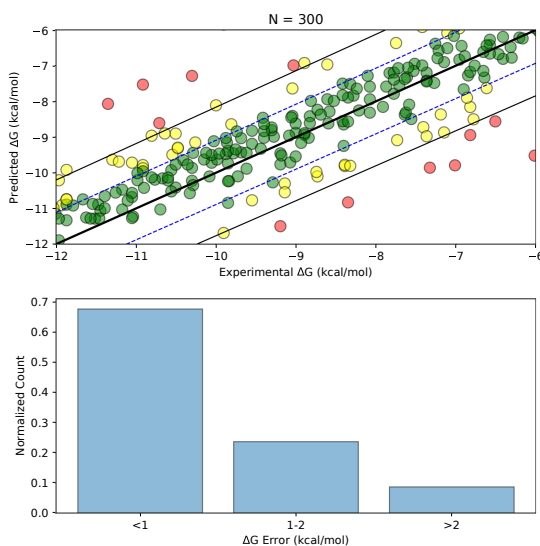 N = 300
Predicted ΔG (kcal/mol)
−6
−7
−8
−9
−10
−11
−12
−12 −11 −10 −9 −8 −7 −6
Experimental ΔG (kcal/mol)
Normalized Count
0.7
0.6
0.5
0.4
0.3
0.2
0.1
0.0
<1 1-2 >2
ΔG Error (kcal/mol)